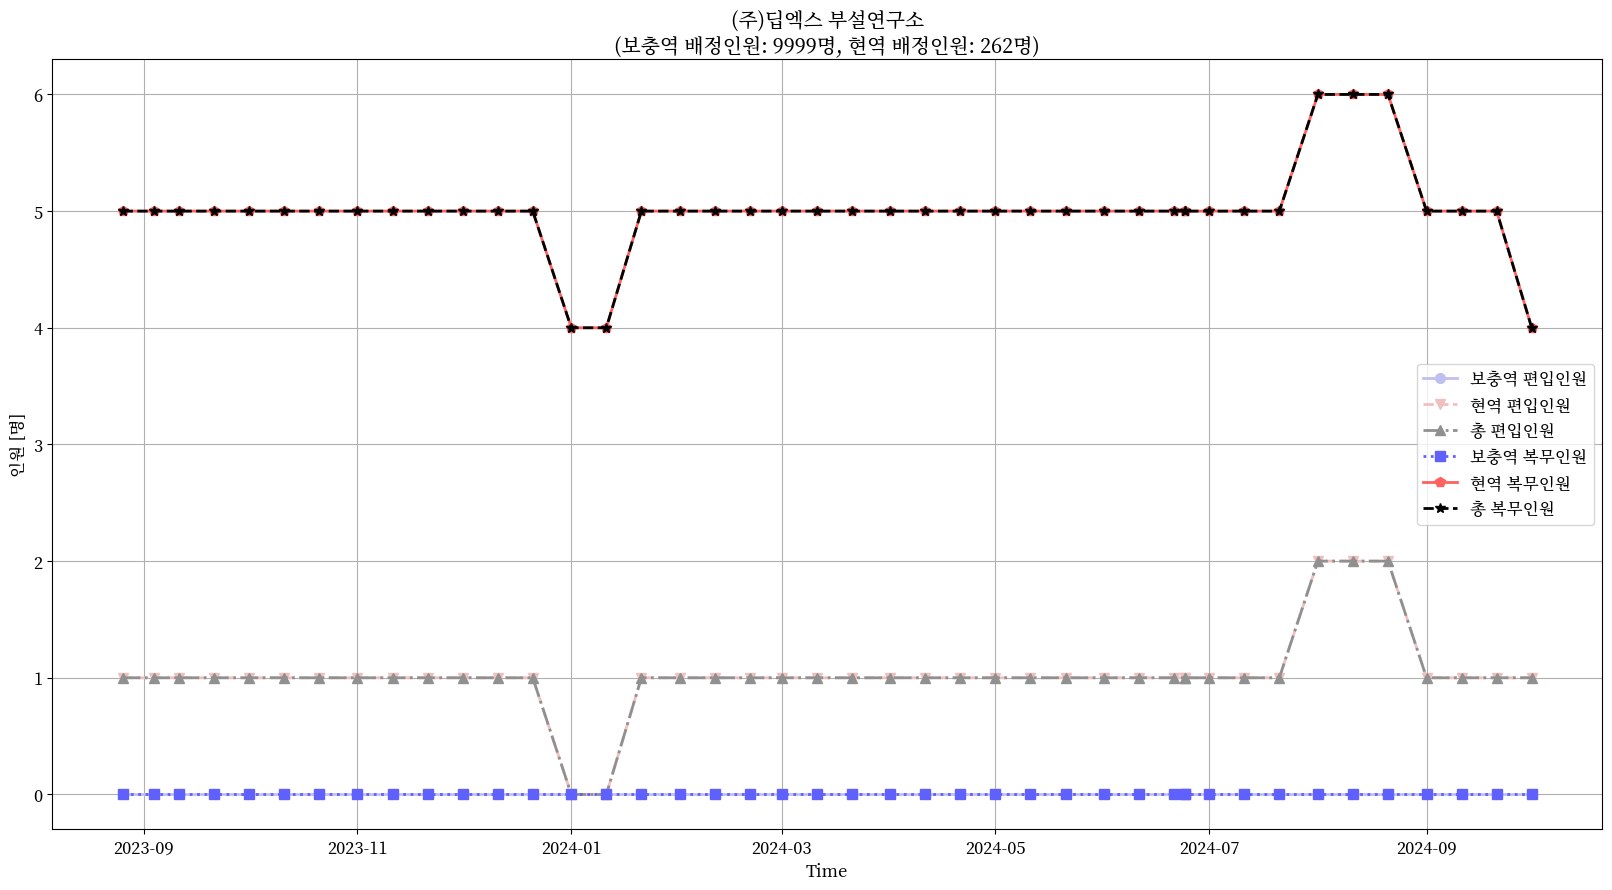 (주)딥엑스 부설연구소
(보충역 배정인원: 9999명, 현역 배정인원: 262명)
6
5
4
3
2
1
0
인원 [명]
보충역 편입인원
현역 편입인원
총 편입인원
보충역 복무인원
현역 복무인원
총 복무인원
2023-09
2023-11
2024-01
2024-03
2024-05
2024-07
2024-09
Time